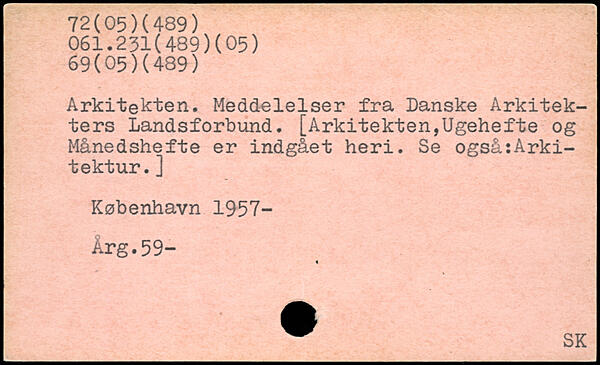 72(05)(489)
061.231(489)(05)
69(05)(489)
Arkitekten. Meddelelser fra Danske Arkitek-
ters Landsforbund. [Arkitekten,Ugehefte og
Månedshefte er indgået heri. Se også:Arki-
tektur.]
København 1957-
Årg.59-
SK